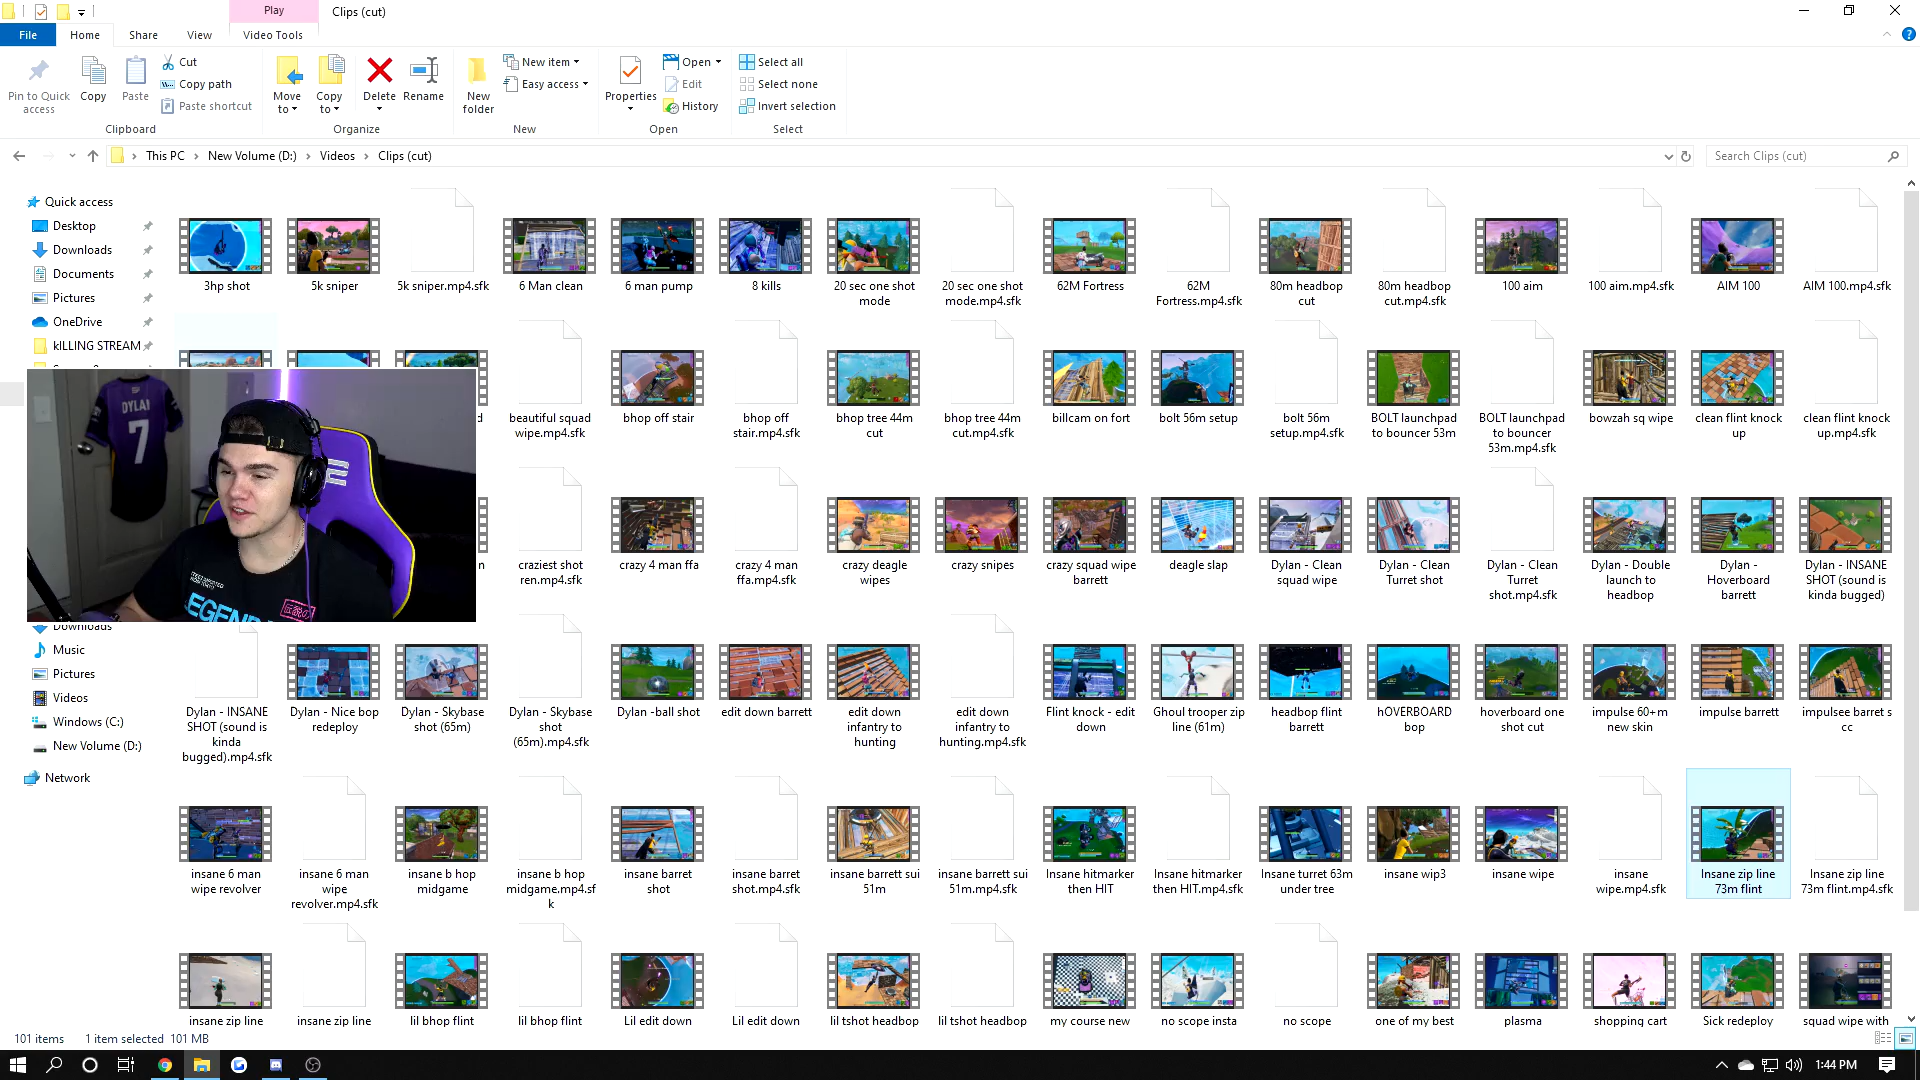 Play
Clips (cut)
File
Home
Share
View
Video Tools
Pin to Quick access
Copy
Paste
Cut
Copy path
Paste shortcut
Clipboard
Move to
Copy to
Delete
Rename
Organize
New folder
New item
Easy access
New
Properties
Open
Edit
History
Open
Select all
Select none
Invert selection
Select
This PC
New Volume (D:)
Videos
Clips (cut)
Search Clips (cut)
Quick access
Desktop
Downloads
Documents
Pictures
OneDrive
kILLING STREAM
Downloads
Music
Pictures
Videos
Windows (C:)
New Volume (D:)
Network
3hp shot
5k sniper
5k sniper.mp4.sfk
6 Man clean
6 man pump
8 kills
20 sec one shot mode
20 sec one shot mode.mp4.sfk
62M Fortress
62M Fortress.mp4.sfk
80m headbop cut
80m headbop cut.mp4.sfk
100 aim
100 aim.mp4.sfk
AIM 100
AIM 100.mp4.sfk
d
beautiful squad wipe.mp4.sfk
bhop off stair
bhop off stair.mp4.sfk
bhop tree 44m cut
bhop tree 44m cut.mp4.sfk
billcam on fort
bolt 56m setup
bolt 56m setup.mp4.sfk
BOLT launchpad to bouncer 53m
BOLT launchpad to bouncer 53m.mp4.sfk
bowzah sq wipe
clean flint knock up
clean flint knock up.mp4.sfk
DYLAN
7
LEGEND
n
craziest shot ren.mp4.sfk
crazy 4 man ffa
crazy 4 man ffa.mp4.sfk
crazy deagle wipes
crazy snipes
crazy squad wipe barrett
deagle slap
Dylan - Clean squad wipe
Dylan - Clean Turret shot
Dylan - Clean Turret shot.mp4.sfk
Dylan - Double launch to headbop
Dylan - Hoverboard barrett
Dylan - INSANE SHOT (sound is kinda bugged)
Dylan - INSANE SHOT (sound is kinda bugged).mp4.sfk
Dylan - Nice bop redeploy
Dylan - Skybase shot (65m)
Dylan - Skybase shot (65m).mp4.sfk
Dylan -ball shot
edit down barrett
edit down infantry to hunting
edit down infantry to hunting.mp4.sfk
Flint knock - edit down
Ghoul trooper zip line (61m)
headbop flint barrett
hOVERBOARD bop
hoverboard one shot cut
impulse 60+m new skin
impulse barrett
impulsee barret s cc
insane 6 man wipe revolver
insane 6 man wipe revolver.mp4.sfk
insane b hop midgame
insane b hop midgame.mp4.sfk
insane barret shot
insane barret shot.mp4.sfk
insane barrett sui 51m
insane barrett sui 51m.mp4.sfk
Insane hitmarker then HIT
Insane hitmarker then HIT.mp4.sfk
Insane turret 63m under tree
insane wip3
insane wipe
insane wipe.mp4.sfk
Insane zip line 73m flint
Insane zip line 73m flint.mp4.sfk
insane zip line
insane zip line
lil bhop flint
lil bhop flint
Lil edit down
Lil edit down
lil tshot headbop
lil tshot headbop
my course new
no scope insta
no scope
one of my best
plasma
shopping cart
Sick redeploy
squad wipe with
101 items
1 item selected 101 MB
1:44 PM